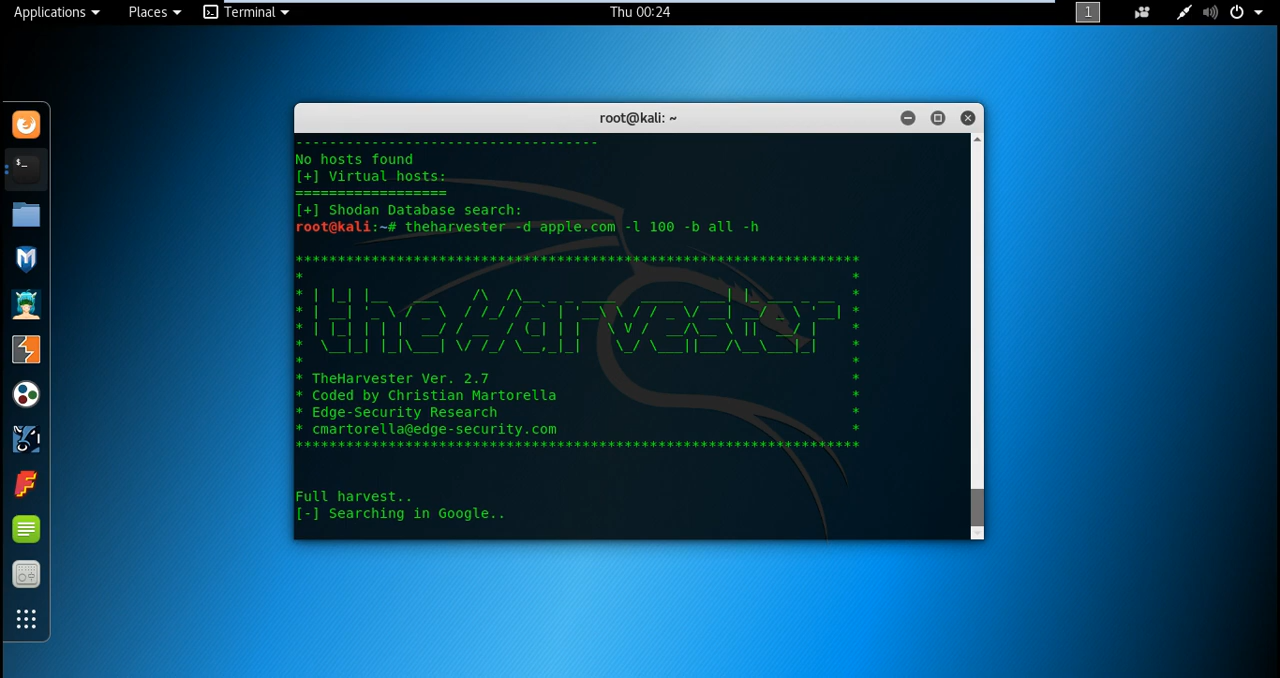 Applications Places Terminal Thu 00:24 1
root@kali: ~
------------------------------------
No hosts found
[+] Virtual hosts:
==================
[+] Shodan Database search:
root@kali:~# theharvester -d apple.com -l 100 -b all -h
*******************************************************************
* *
* theHarvester *
* *
* TheHarvester Ver. 2.7 *
* Coded by Christian Martorella *
* Edge-Security Research *
* cmartorella@edge-security.com *
*******************************************************************
Full harvest..
[-] Searching in Google..